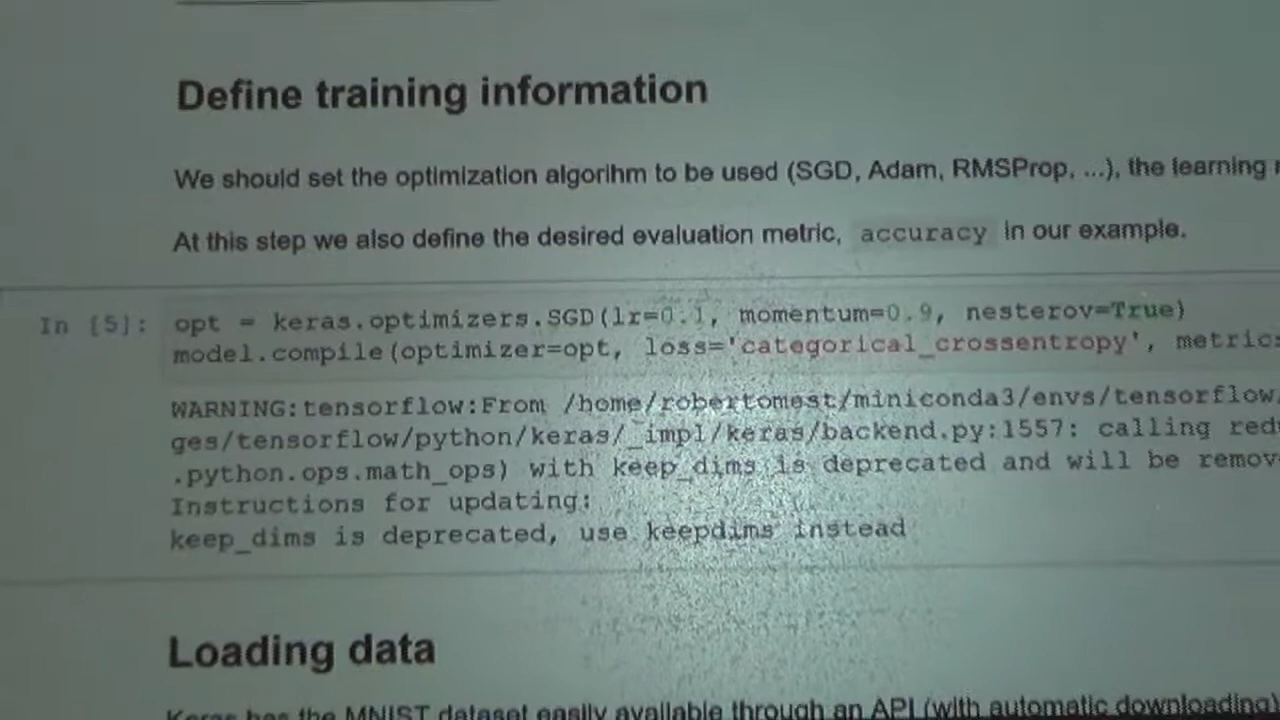 Define training information
We should set the optimization algorihm to be used (SGD, Adam, RMSProp, ...), the learning
At this step we also define the desired evaluation metric, accuracy in our example.
In [5]: opt = keras.optimizers.SGD(lr=0.1, momentum=0.9, nesterov=True)
model.compile(optimizer=opt, loss='categorical_crossentropy', metric
WARNING:tensorflow:From /home/robertomest/miniconda3/envs/tensorflow
ges/tensorflow/python/keras/_impl/keras/backend.py:1557: calling red
.python.ops.math_ops) with keep_dims is deprecated and will be remov
Instructions for updating:
keep_dims is deprecated, use keepdims instead
Loading data
Keras has the MNIST dataset easily available through an API (with automatic downloading)